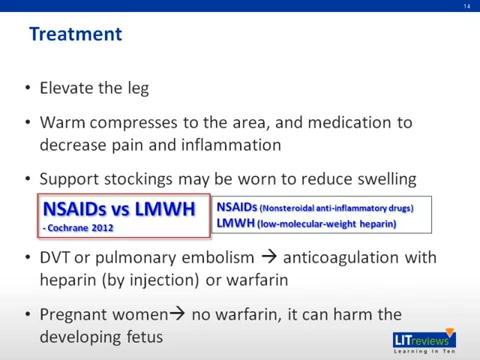 14
Treatment
• Elevate the leg
• Warm compresses to the area, and medication to
decrease pain and inflammation
• Support stockings may be worn to reduce swelling
NSAIDs vs LMWH
- Cochrane 2012
NSAIDs (Nonsteroidal anti-inflammatory drugs)
LMWH (low-molecular-weight heparin)
• DVT or pulmonary embolism → anticoagulation with
heparin (by injection) or warfarin
• Pregnant women→ no warfarin, it can harm the
developing fetus
LITreviews
Learning In Ten